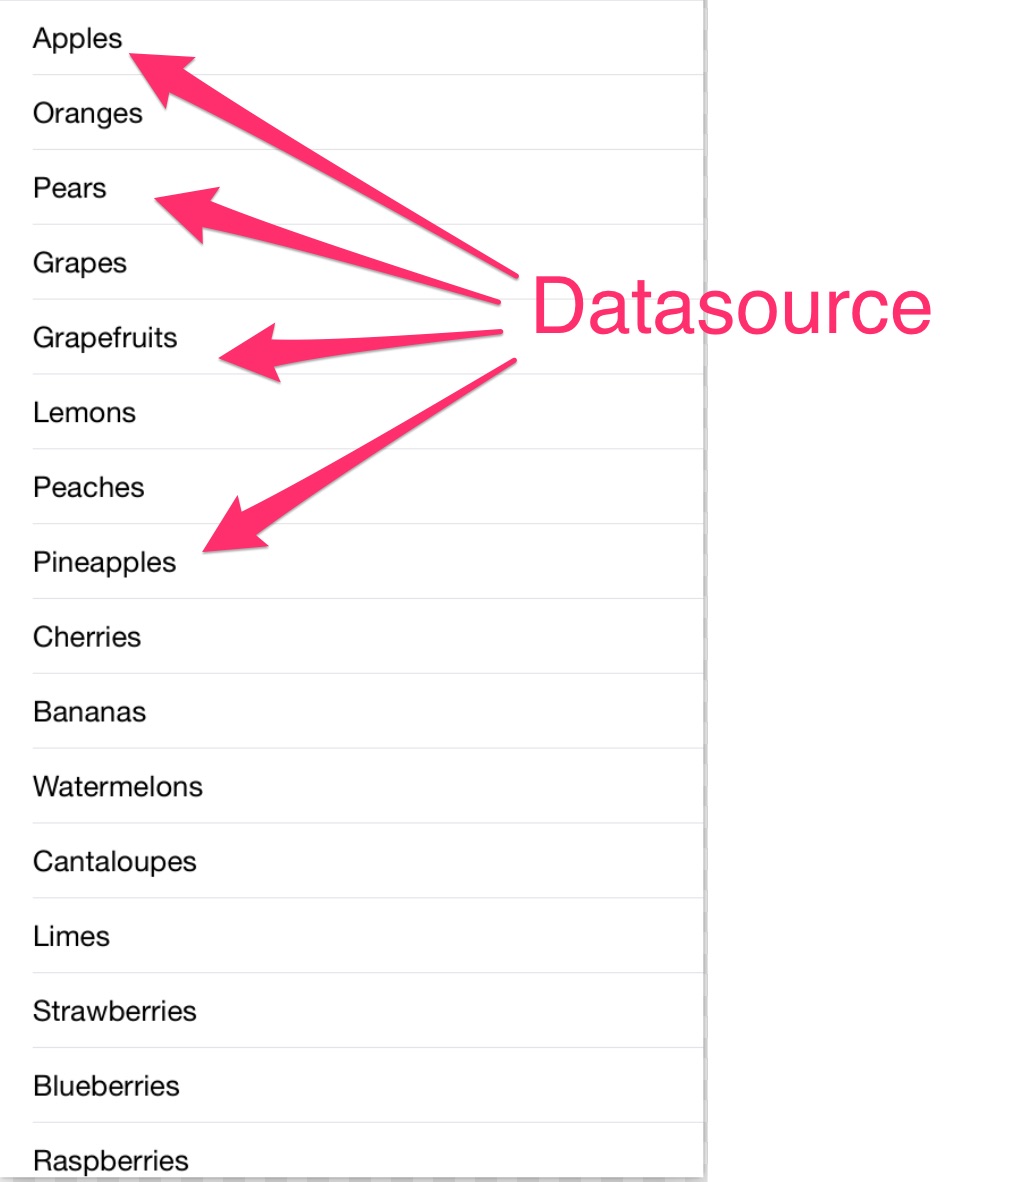 Apples
Oranges
Pears
Grapes
Datasource
Grapefruits
Lemons
Peaches
Pineapples
Cherries
Bananas
Watermelons
Cantaloupes
Limes
Strawberries
Blueberries
Raspberries